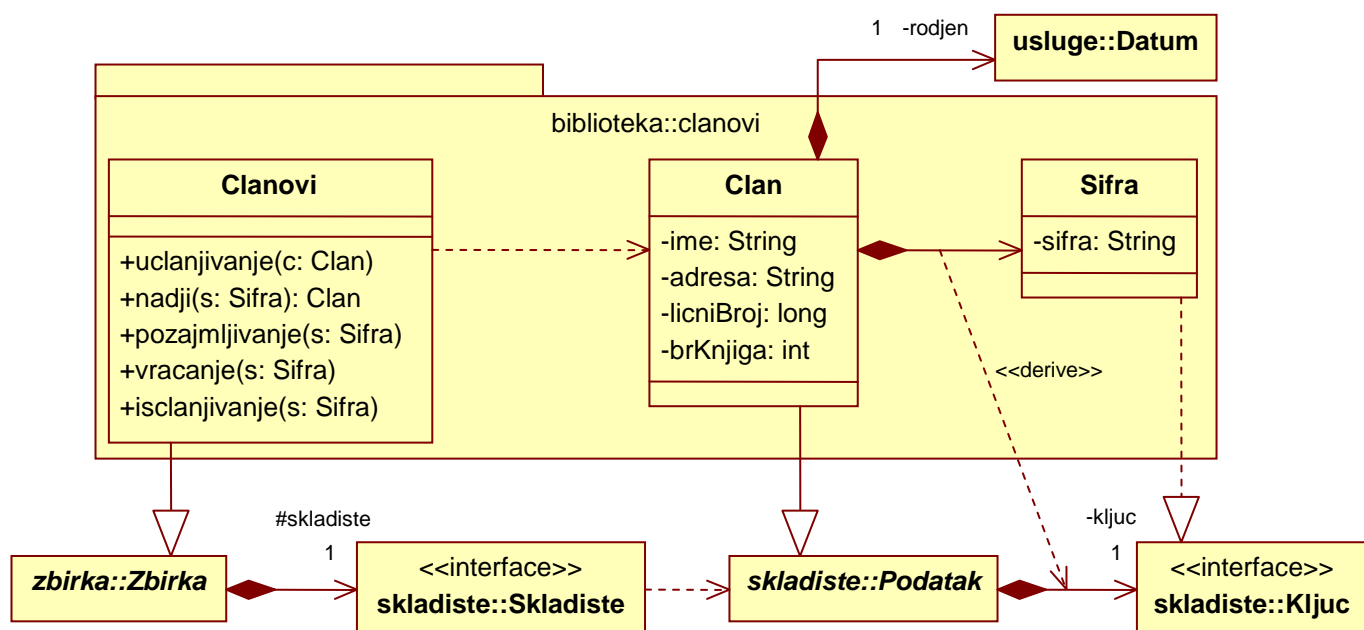 1 -rodjen
usluge::Datum
biblioteka::clanovi
Clanovi
+uclanjivanje(c: Clan)
+nadji(s: Sifra): Clan
+pozajmljivanje(s: Sifra)
+vracanje(s: Sifra)
+isclanjivanje(s: Sifra)
Clan
-ime: String
-adresa: String
-licniBroj: long
-brKnjiga: int
Sifra
-sifra: String
<<derive>>
#skladiste
1
-kljuc
1
zbirka::Zbirka
<<interface>>
skladiste::Skladiste
skladiste::Podatak
<<interface>>
skladiste::Kljuc